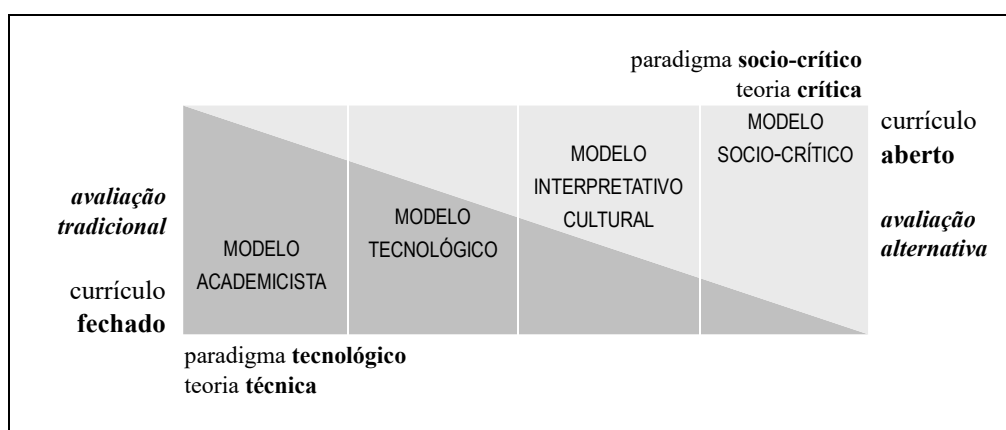 paradigma socio-crítico
teoria crítica
avaliação
tradicional
currículo
fechado
MODELO
ACADEMICISTA
MODELO
TECNOLÓGICO
MODELO
INTERPRETATIVO
CULTURAL
MODELO
SOCIO-CRÍTICO
currículo
aberto
avaliação
alternativa
paradigma tecnológico
teoria técnica